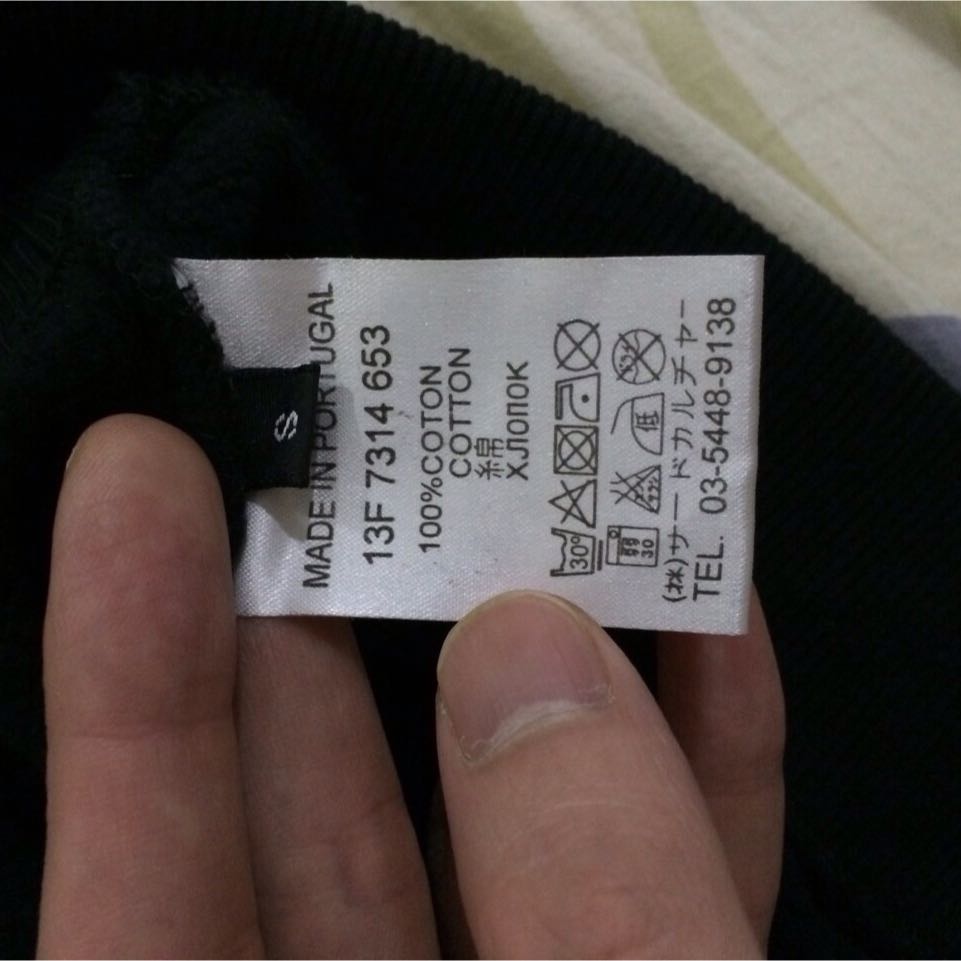 S
MADE IN PORTUGAL
13F 7314 653
100%COTON
COTTON
綿
ХЛОПОК
30°
低
弱
30
(株)サードカルチャー
TEL. 03-5448-9138